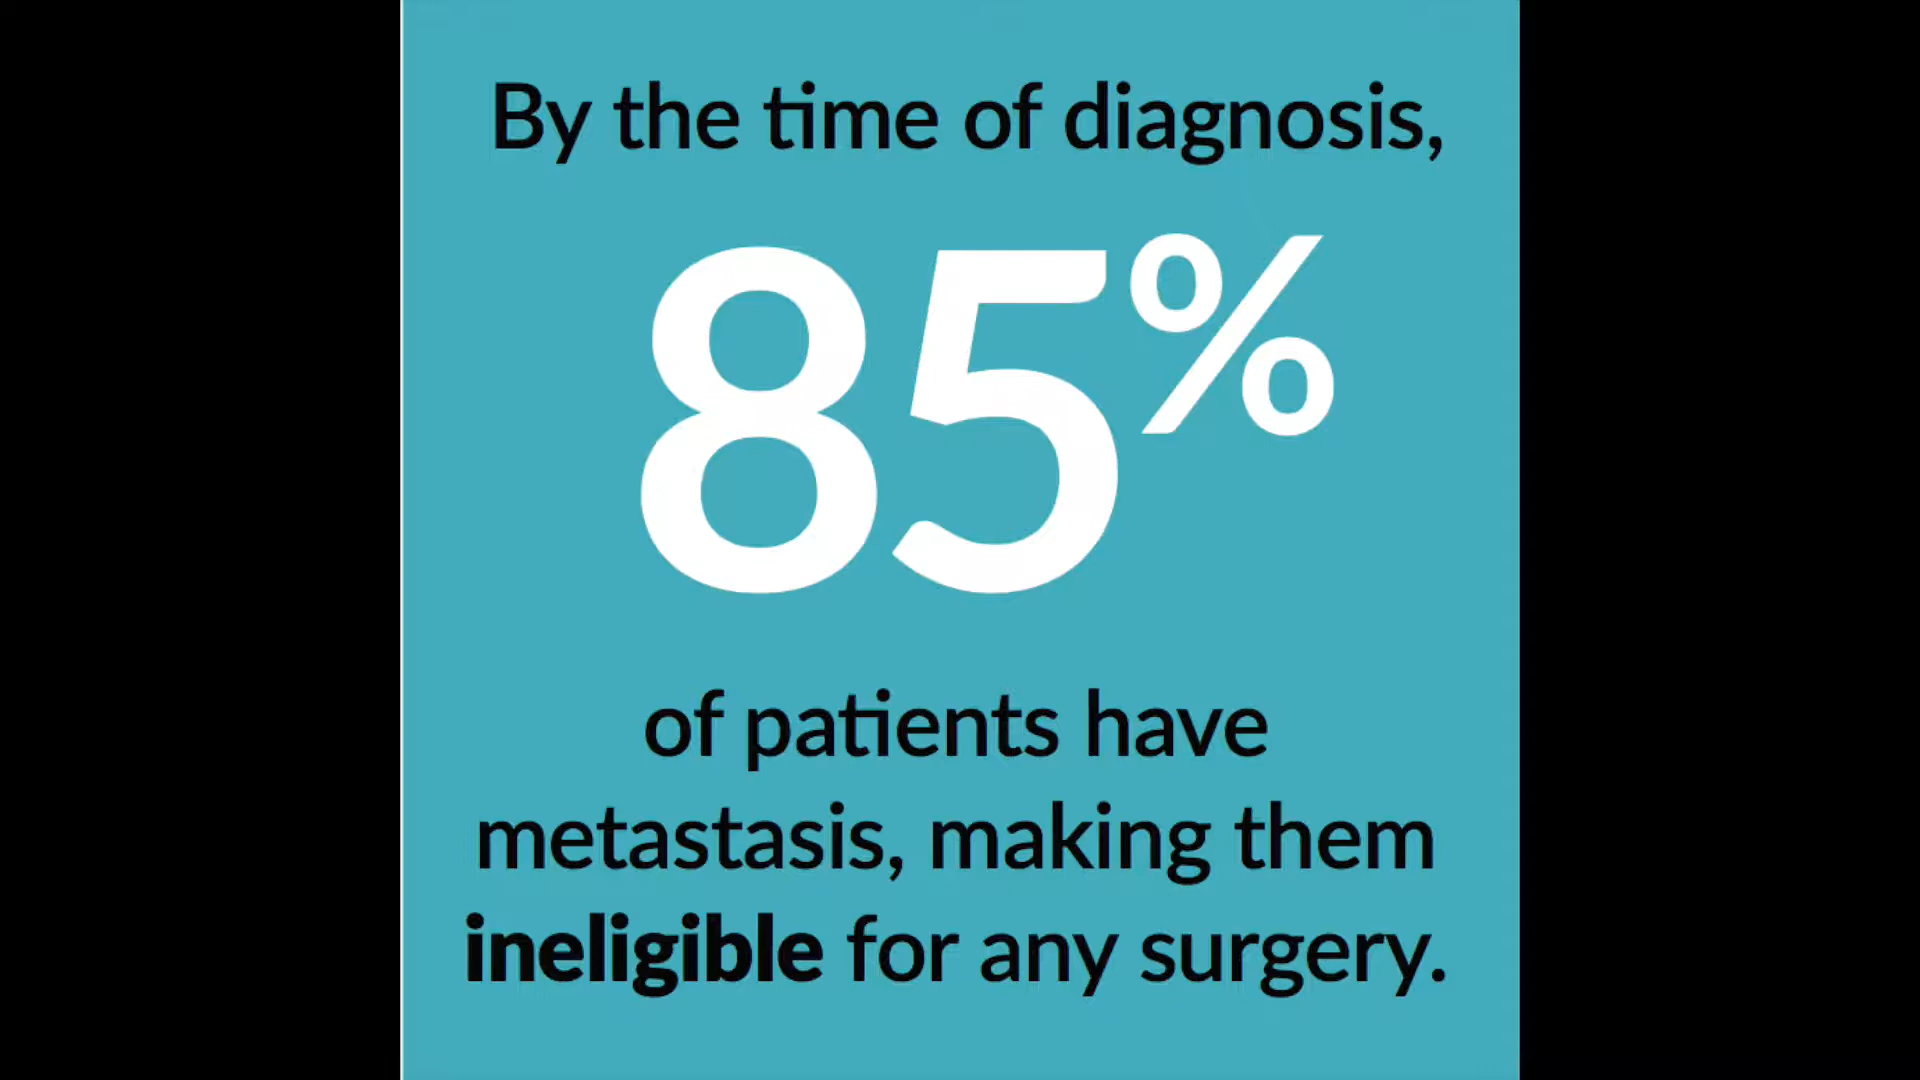 By the time of diagnosis,
85%
of patients have
metastasis, making them
ineligible for any surgery.